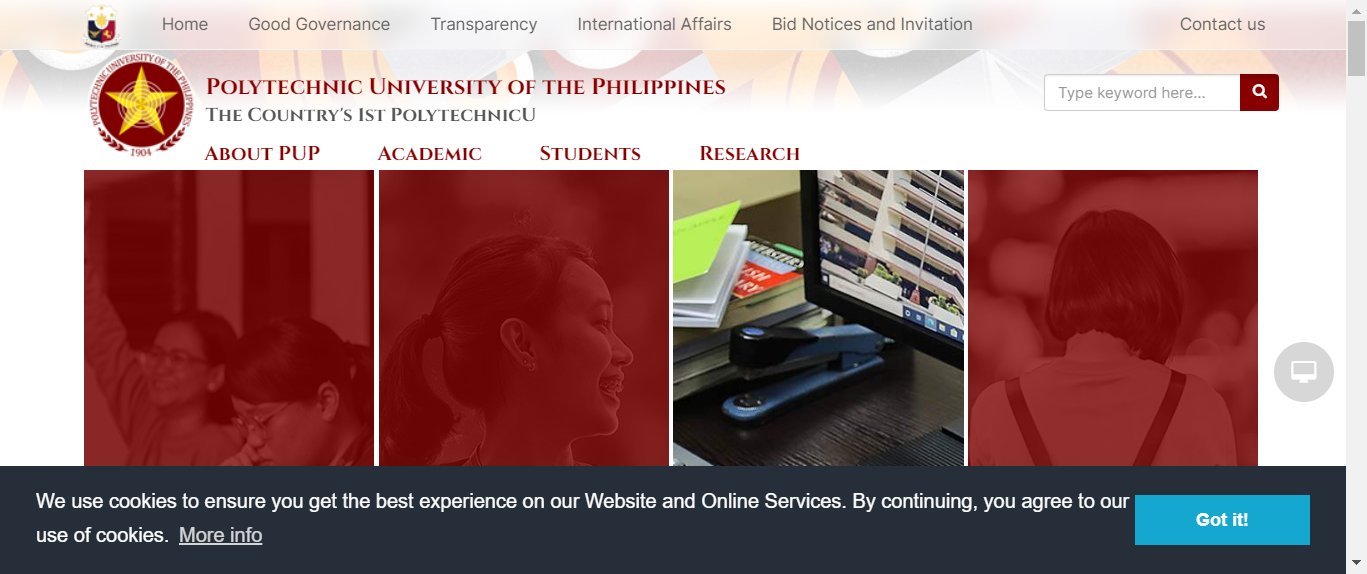 Home Good Governance Transparency International Affairs Bid Notices and Invitation Contact us
POLYTECHNIC UNIVERSITY OF THE PHILIPPINES
1904
Polytechnic University of the Philippines
The Country's 1st PolytechnicU
Type keyword here...
About PUP Academic Students Research
We use cookies to ensure you get the best experience on our Website and Online Services. By continuing, you agree to our
use of cookies. More info
Got it!